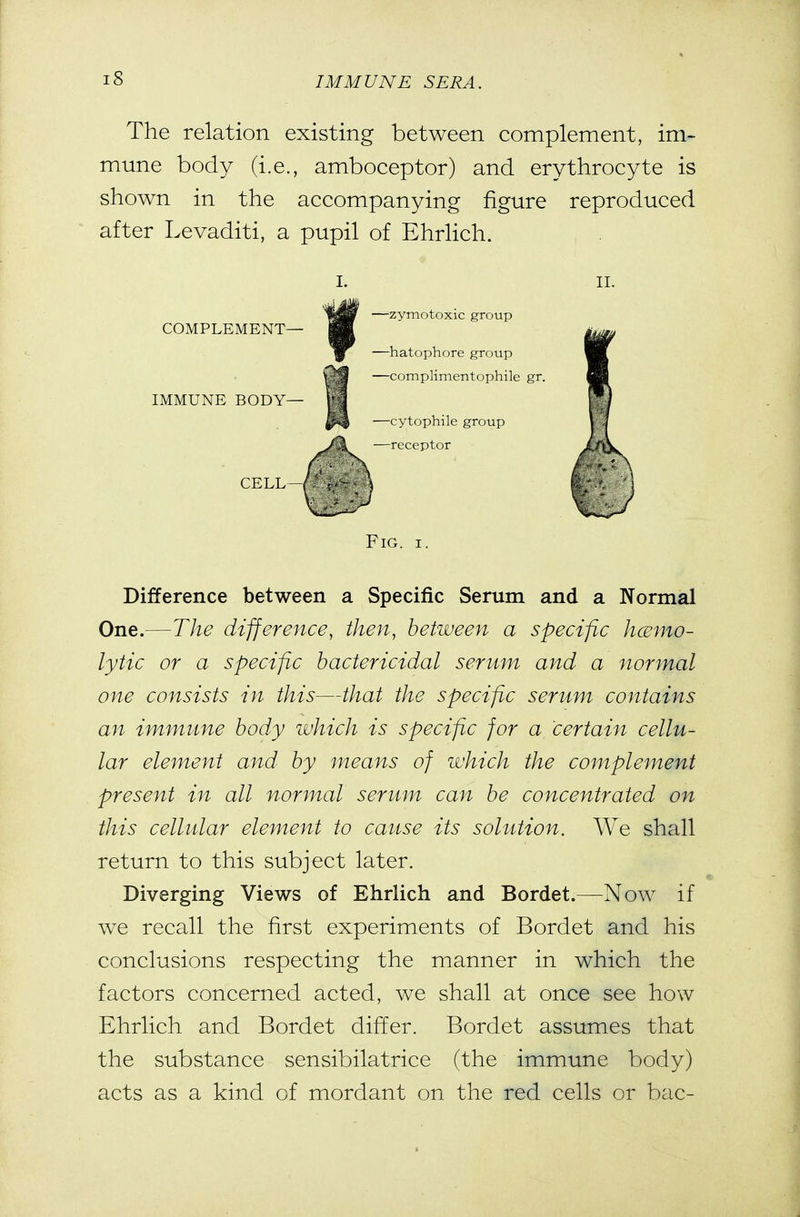 18 IMMUNE SERA.
The relation existing between complement, im-
mune body (i.e., amboceptor) and erythrocyte is
shown in the accompanying figure reproduced
after Levaditi, a pupil of Ehrlich.
I. II.
COMPLEMENT—
—zymotoxic group
—hatophore group
—complimentophile gr.
IMMUNE BODY—
—cytophile group
—receptor
CELL—
FIG. 1.
Difference between a Specific Serum and a Normal
One.—The difference, then, between a specific hæmo-
lytic or a specific bactericidal serum and a normal
one consists in this—that the specific serum contains
an immune body which is specific for a certain cellu-
lar element and by means of which the complement
present in all normal serum can be concentrated on
this cellular element to cause its solution. We shall
return to this subject later.
Diverging Views of Ehrlich and Bordet.—Now if
we recall the first experiments of Bordet and his
conclusions respecting the manner in which the
factors concerned acted, we shall at once see how
Ehrlich and Bordet differ. Bordet assumes that
the substance sensibilatrice (the immune body)
acts as a kind of mordant on the red cells or bac-